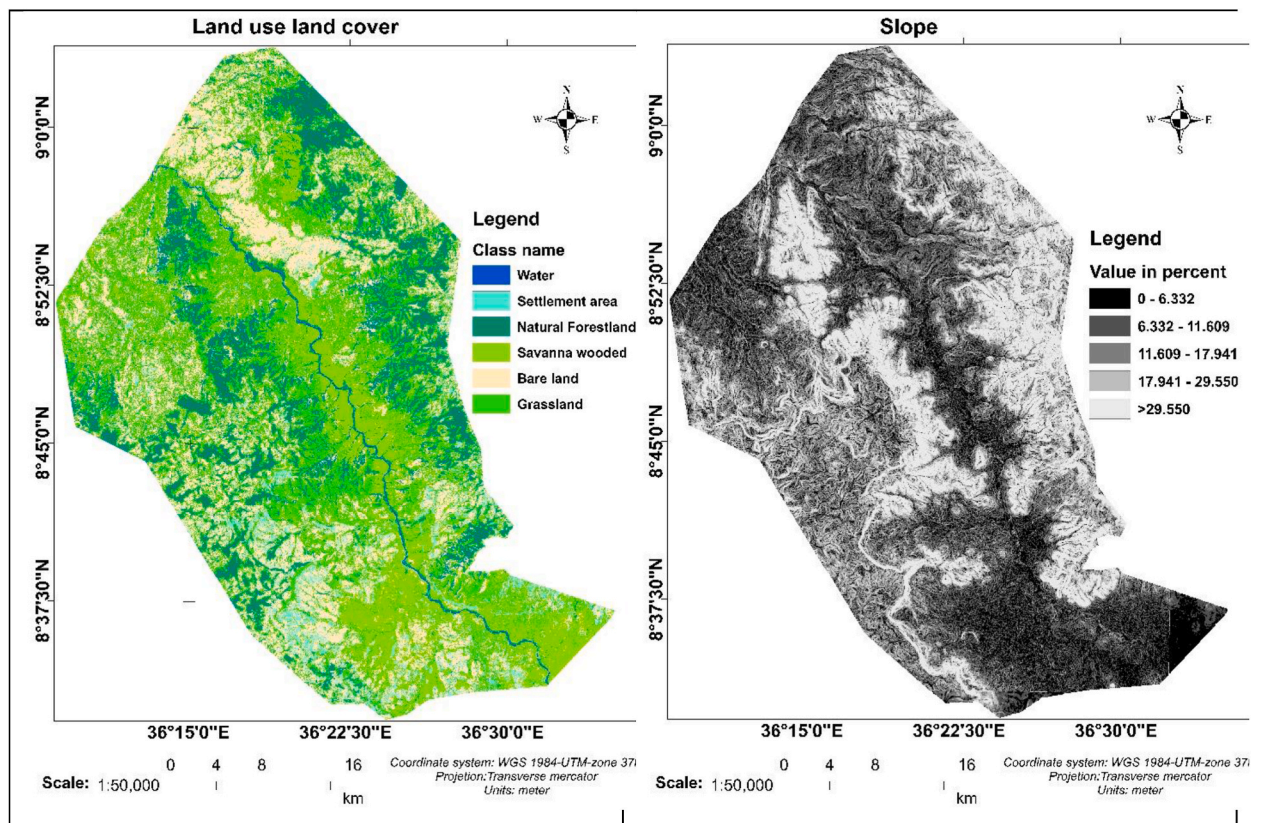 Land use land cover
N
W
E
S
9°0'0"N
8°52'30"N
8°45'0"N
8°37'30"N
Legend
Class name
Water
Settlement area
Natural Forestland
Savanna wooded
Bare land
Grassland
36°15'0"E
36°22'30"E
36°30'0"E
0 4 8 16
km
Scale: 1:50,000
Coordinate system: WGS 1984-UTM-zone
Projetion:Transverse mercator
Units: meter
Slope
N
W
E
S
9°0'0"N
8°52'30"N
8°45'0"N
8°37'30"N
Legend
Value in percent
0 - 6.332
6.332 - 11.609
11.609 - 17.941
17.941 - 29.550
>29.550
36°15'0"E
36°22'30"E
36°30'0"E
0 4 8 16
km
Scale: 1:50,000
Coordinate system: WGS 1984-UTM-zone
Projetion:Transverse mercator
Units: meter